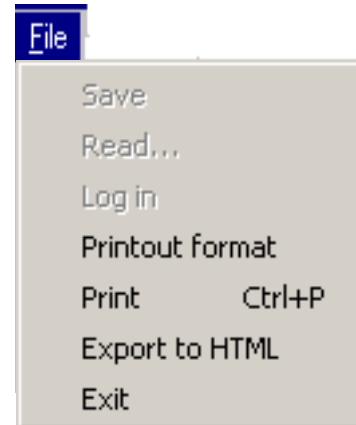 File
Save
Read...
Log in
Printout format
Print Ctrl+P
Export to HTML
Exit